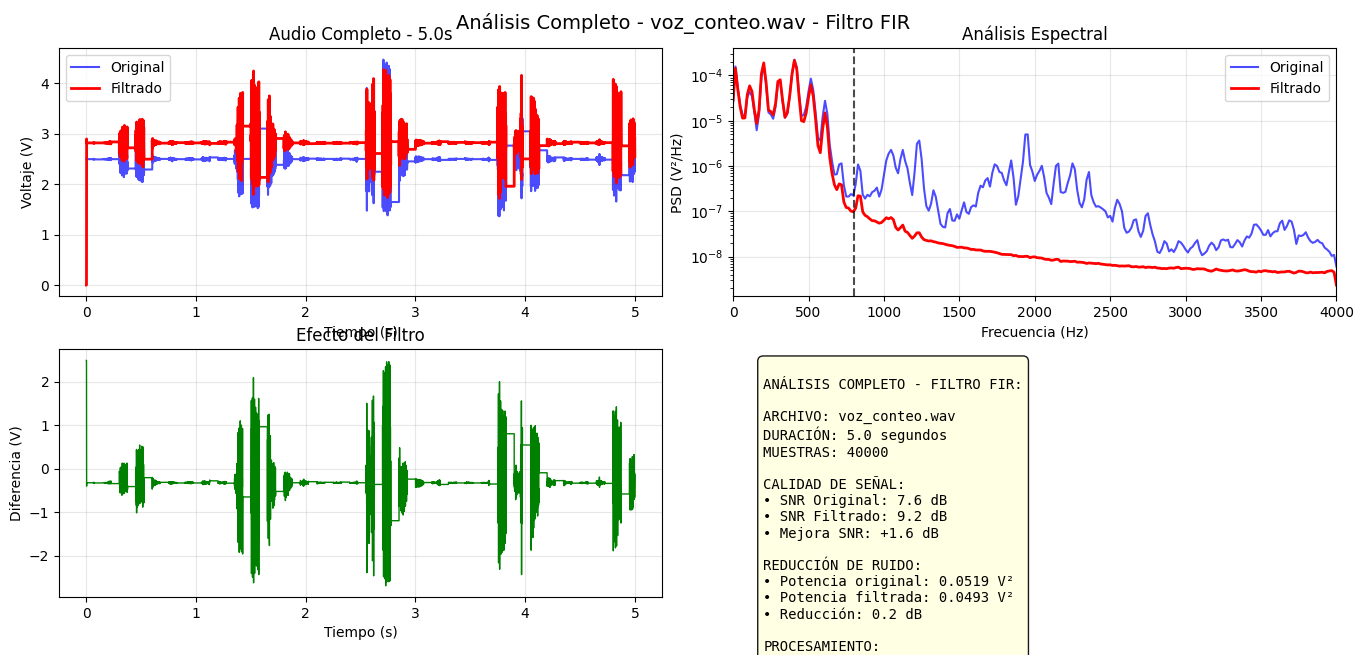 Análisis Completo - voz_conteo.wav - Filtro FIR
Audio Completo - 5.0s
Original
Filtrado
Voltaje (V)
4
3
2
1
0
0 1 2 3 4 5
Tiempo (s)
Análisis Espectral
Original
Filtrado
PSD (V²/Hz)
10⁻⁴
10⁻⁵
10⁻⁶
10⁻⁷
10⁻⁸
0 500 1000 1500 2000 2500 3000 3500 4000
Frecuencia (Hz)
Efecto del Filtro
Diferencia (V)
2
1
0
−1
−2
0 1 2 3 4 5
Tiempo (s)
ANÁLISIS COMPLETO - FILTRO FIR:
ARCHIVO: voz_conteo.wav
DURACIÓN: 5.0 segundos
MUESTRAS: 40000
CALIDAD DE SEÑAL:
• SNR Original: 7.6 dB
• SNR Filtrado: 9.2 dB
• Mejora SNR: +1.6 dB
REDUCCIÓN DE RUIDO:
• Potencia original: 0.0519 V²
• Potencia filtrada: 0.0493 V²
• Reducción: 0.2 dB
PROCESAMIENTO: